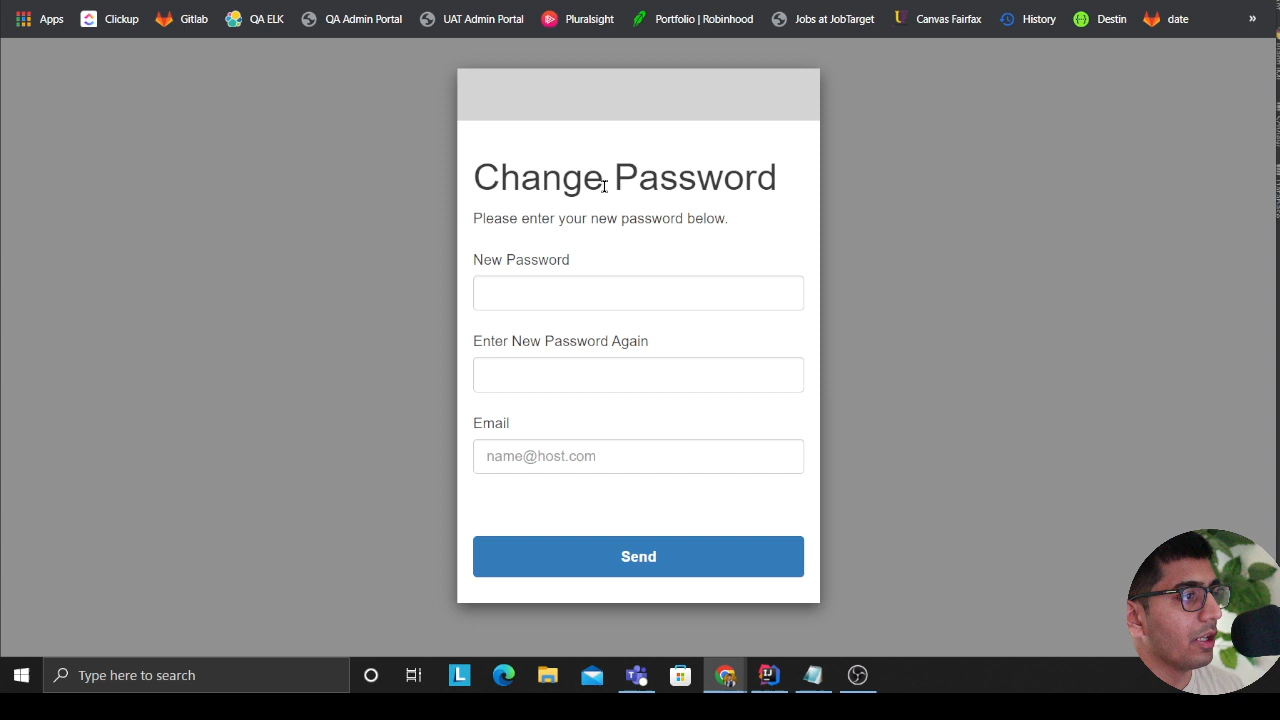 Apps Clickup Gitlab QA ELK QA Admin Portal UAT Admin Portal Pluralsight Portfolio | Robinhood Jobs at JobTarget Canvas Fairfax History Destin date »
Change Password
Please enter your new password below.
New Password
Enter New Password Again
Email
name@host.com
Send
Type here to search